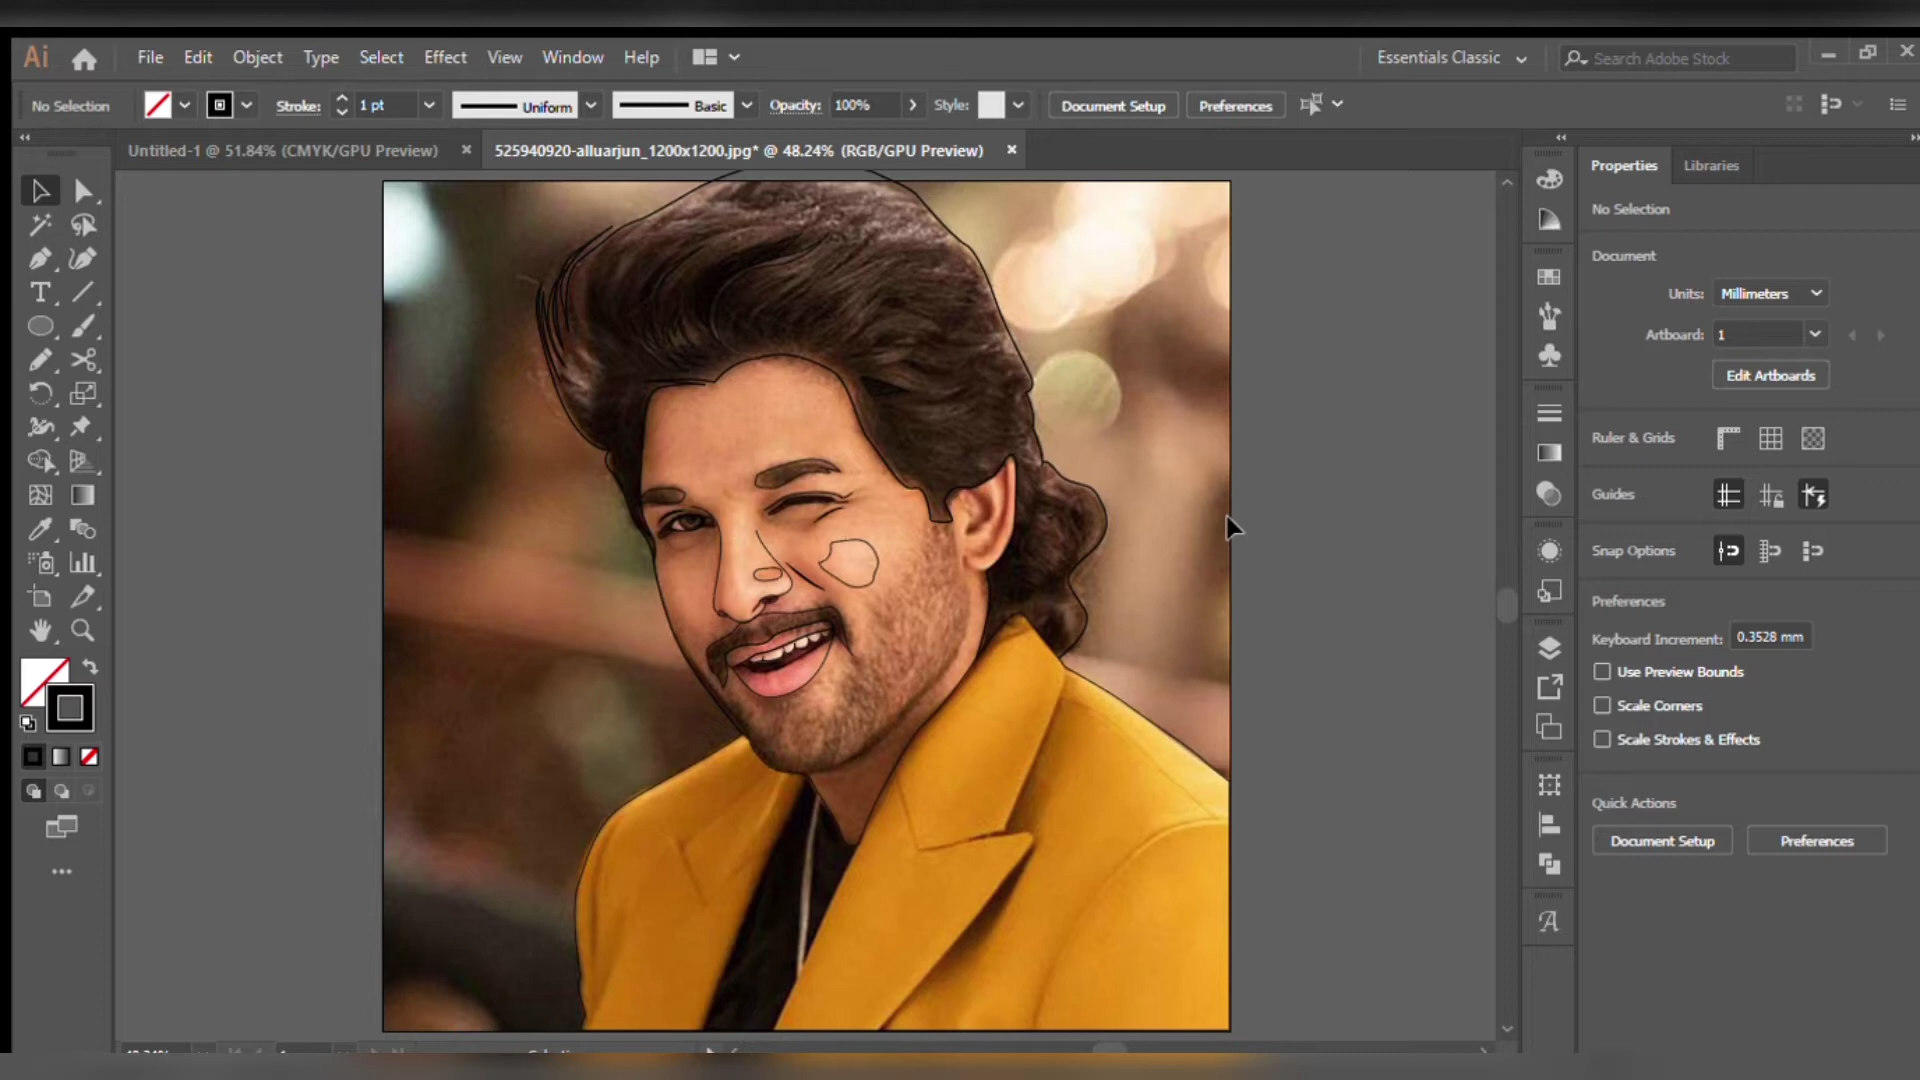 Ai File Edit Object Type Select Effect View Window Help Essentials Classic Search Adobe Stock
No Selection Stroke: 1 pt Uniform Basic Opacity: 100% Style: Document Setup Preferences
Untitled-1 @ 51.84% (CMYK/GPU Preview) × 525940920-alluarjun_1200x1200.jpg* @ 48.24% (RGB/GPU Preview) ×
Properties Libraries
No Selection
Document
Units: Millimeters
Artboard: 1
Edit Artboards
Ruler & Grids
Guides
Snap Options
Preferences
Keyboard Increment: 0.3528 mm
Use Preview Bounds
Scale Corners
Scale Strokes & Effects
Quick Actions
Document Setup Preferences